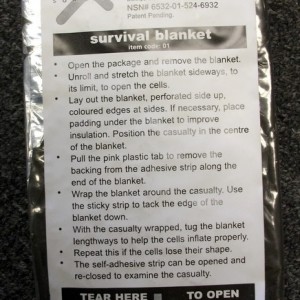 NSN# 6532-01-524-6932
Patent Pending.
survival blanket
item code: 01
• Open the package and remove the blanket.
• Unroll and stretch the blanket sideways, to
its limit, to open the cells.
• Lay out the blanket, perforated side up,
coloured edges at sides. If necessary, place
padding under the blanket to improve
insulation. Position the casualty in the centre
of the blanket.
• Pull the pink plastic tab to remove the
backing from the adhesive strip along the
end of the blanket.
• Wrap the blanket around the casualty. Use
the sticky strip to tack the edge of the
blanket down.
• With the casualty wrapped, tug the blanket
lengthways to help the cells inflate properly.
• Repeat this if the cells lose their shape.
• The self-adhesive strip can be opened and
re-closed to examine the casualty.
TEAR HERE TO OPEN